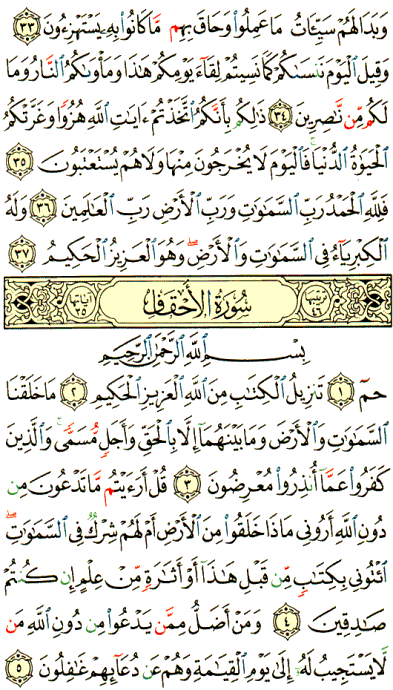 وَبَدَا لَهُمْ سَيِّـَٔاتُ مَا عَمِلُوا۟ وَحَاقَ بِهِم مَّا كَانُوا۟ بِهِۦ يَسْتَهْزِءُونَ ٣٣
وَقِيلَ ٱلْيَوْمَ نَنسَىٰكُمْ كَمَا نَسِيتُمْ لِقَآءَ يَوْمِكُمْ هَٰذَا وَمَأْوَىٰكُمُ ٱلنَّارُ وَمَا
لَكُم مِّن نَّٰصِرِينَ ٣٤ ذَٰلِكُم بِأَنَّكُمُ ٱتَّخَذْتُمْ ءَايَٰتِ ٱللَّهِ هُزُوًا وَغَرَّتْكُمُ
ٱلْحَيَوٰةُ ٱلدُّنْيَا ۚ فَٱلْيَوْمَ لَا يُخْرَجُونَ مِنْهَا وَلَا هُمْ يُسْتَعْتَبُونَ ٣٥
فَلِلَّهِ ٱلْحَمْدُ رَبِّ ٱلسَّمَٰوَٰتِ وَرَبِّ ٱلْأَرْضِ رَبِّ ٱلْعَٰلَمِينَ ٣٦ وَلَهُ
ٱلْكِبْرِيَآءُ فِى ٱلسَّمَٰوَٰتِ وَٱلْأَرْضِ ۖ وَهُوَ ٱلْعَزِيزُ ٱلْحَكِيمُ ٣٧
ترتيبها ٤٦ سُورَةُ الأَحْقَافِ آياتها ٣٥
بِسْمِ ٱللَّهِ ٱلرَّحْمَٰنِ ٱلرَّحِيمِ
حمٓ ١ تَنزِيلُ ٱلْكِتَٰبِ مِنَ ٱللَّهِ ٱلْعَزِيزِ ٱلْحَكِيمِ ٢ مَا خَلَقْنَا
ٱلسَّمَٰوَٰتِ وَٱلْأَرْضَ وَمَا بَيْنَهُمَآ إِلَّا بِٱلْحَقِّ وَأَجَلٍ مُّسَمًّى ۚ وَٱلَّذِينَ
كَفَرُوا۟ عَمَّآ أُنذِرُوا۟ مُعْرِضُونَ ٣ قُلْ أَرَءَيْتُم مَّا تَدْعُونَ مِن
دُونِ ٱللَّهِ أَرُونِى مَاذَا خَلَقُوا۟ مِنَ ٱلْأَرْضِ أَمْ لَهُمْ شِرْكٌ فِى ٱلسَّمَٰوَٰتِ ۖ
ٱئْتُونِى بِكِتَٰبٍ مِّن قَبْلِ هَٰذَآ أَوْ أَثَٰرَةٍ مِّنْ عِلْمٍ إِن كُنتُمْ
صَٰدِقِينَ ٤ وَمَنْ أَضَلُّ مِمَّن يَدْعُوا۟ مِن دُونِ ٱللَّهِ مَن
لَّا يَسْتَجِيبُ لَهُۥٓ إِلَىٰ يَوْمِ ٱلْقِيَٰمَةِ وَهُمْ عَن دُعَآئِهِمْ غَٰفِلُونَ ٥